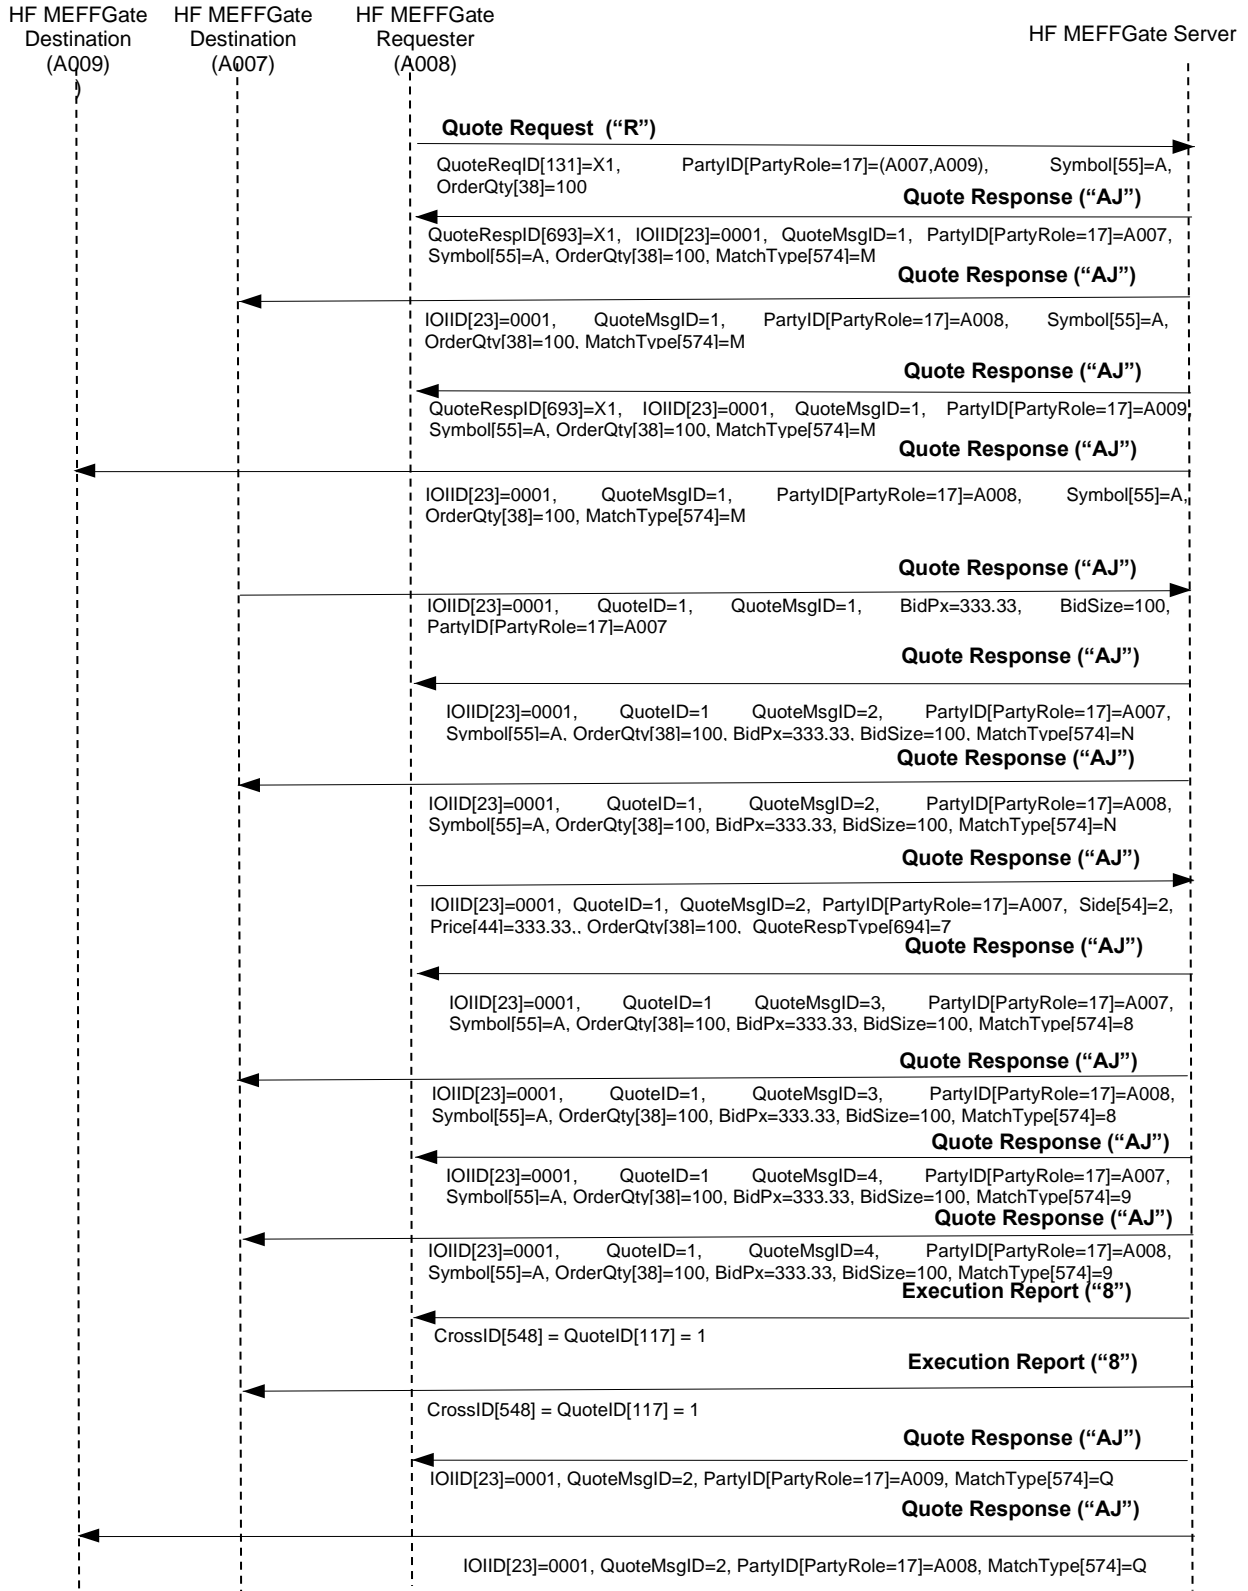 HF MEFFGate HF MEFFGate HF MEFFGate
Destination Destination Requester HF MEFFGate Server
(A009) (A007) (A008)
)
Quote Request ("R")
QuoteReqID[131]=X1, PartyID[PartyRole=17]=(A007,A009), Symbol[55]=A,
OrderQty[38]=100
Quote Response ("AJ")
QuoteRespID[693]=X1, IOIID[23]=0001, QuoteMsgID=1, PartyID[PartyRole=17]=A007,
Symbol[55]=A, OrderQty[38]=100, MatchType[574]=M
Quote Response ("AJ")
IOIID[23]=0001, QuoteMsgID=1, PartyID[PartyRole=17]=A008, Symbol[55]=A,
OrderQty[38]=100, MatchType[574]=M
Quote Response ("AJ")
QuoteRespID[693]=X1, IOIID[23]=0001, QuoteMsgID=1, PartyID[PartyRole=17]=A009,
Symbol[55]=A, OrderQty[38]=100, MatchType[574]=M
Quote Response ("AJ")
IOIID[23]=0001, QuoteMsgID=1, PartyID[PartyRole=17]=A008, Symbol[55]=A,
OrderQty[38]=100, MatchType[574]=M
Quote Response ("AJ")
IOIID[23]=0001, QuoteID=1, QuoteMsgID=1, BidPx=333.33, BidSize=100,
PartyID[PartyRole=17]=A007
Quote Response ("AJ")
IOIID[23]=0001, QuoteID=1 QuoteMsgID=2, PartyID[PartyRole=17]=A007,
Symbol[55]=A, OrderQty[38]=100, BidPx=333.33, BidSize=100, MatchType[574]=N
Quote Response ("AJ")
IOIID[23]=0001, QuoteID=1, QuoteMsgID=2, PartyID[PartyRole=17]=A008,
Symbol[55]=A, OrderQty[38]=100, BidPx=333.33, BidSize=100, MatchType[574]=N
Quote Response ("AJ")
IOIID[23]=0001, QuoteID=1, QuoteMsgID=2, PartyID[PartyRole=17]=A007, Side[54]=2,
Price[44]=333.33,, OrderQty[38]=100, QuoteRespType[694]=7
Quote Response ("AJ")
IOIID[23]=0001, QuoteID=1 QuoteMsgID=3, PartyID[PartyRole=17]=A007,
Symbol[55]=A, OrderQty[38]=100, BidPx=333.33, BidSize=100, MatchType[574]=8
Quote Response ("AJ")
IOIID[23]=0001, QuoteID=1, QuoteMsgID=3, PartyID[PartyRole=17]=A008,
Symbol[55]=A, OrderQty[38]=100, BidPx=333.33, BidSize=100, MatchType[574]=8
Quote Response ("AJ")
IOIID[23]=0001, QuoteID=1 QuoteMsgID=4, PartyID[PartyRole=17]=A007,
Symbol[55]=A, OrderQty[38]=100, BidPx=333.33, BidSize=100, MatchType[574]=9
Quote Response ("AJ")
IOIID[23]=0001, QuoteID=1, QuoteMsgID=4, PartyID[PartyRole=17]=A008,
Symbol[55]=A, OrderQty[38]=100, BidPx=333.33, BidSize=100, MatchType[574]=9
Execution Report ("8")
CrossID[548] = QuoteID[117] = 1
Execution Report ("8")
CrossID[548] = QuoteID[117] = 1
Quote Response ("AJ")
IOIID[23]=0001, QuoteMsgID=2, PartyID[PartyRole=17]=A009, MatchType[574]=Q
Quote Response ("AJ")
IOIID[23]=0001, QuoteMsgID=2, PartyID[PartyRole=17]=A008, MatchType[574]=Q